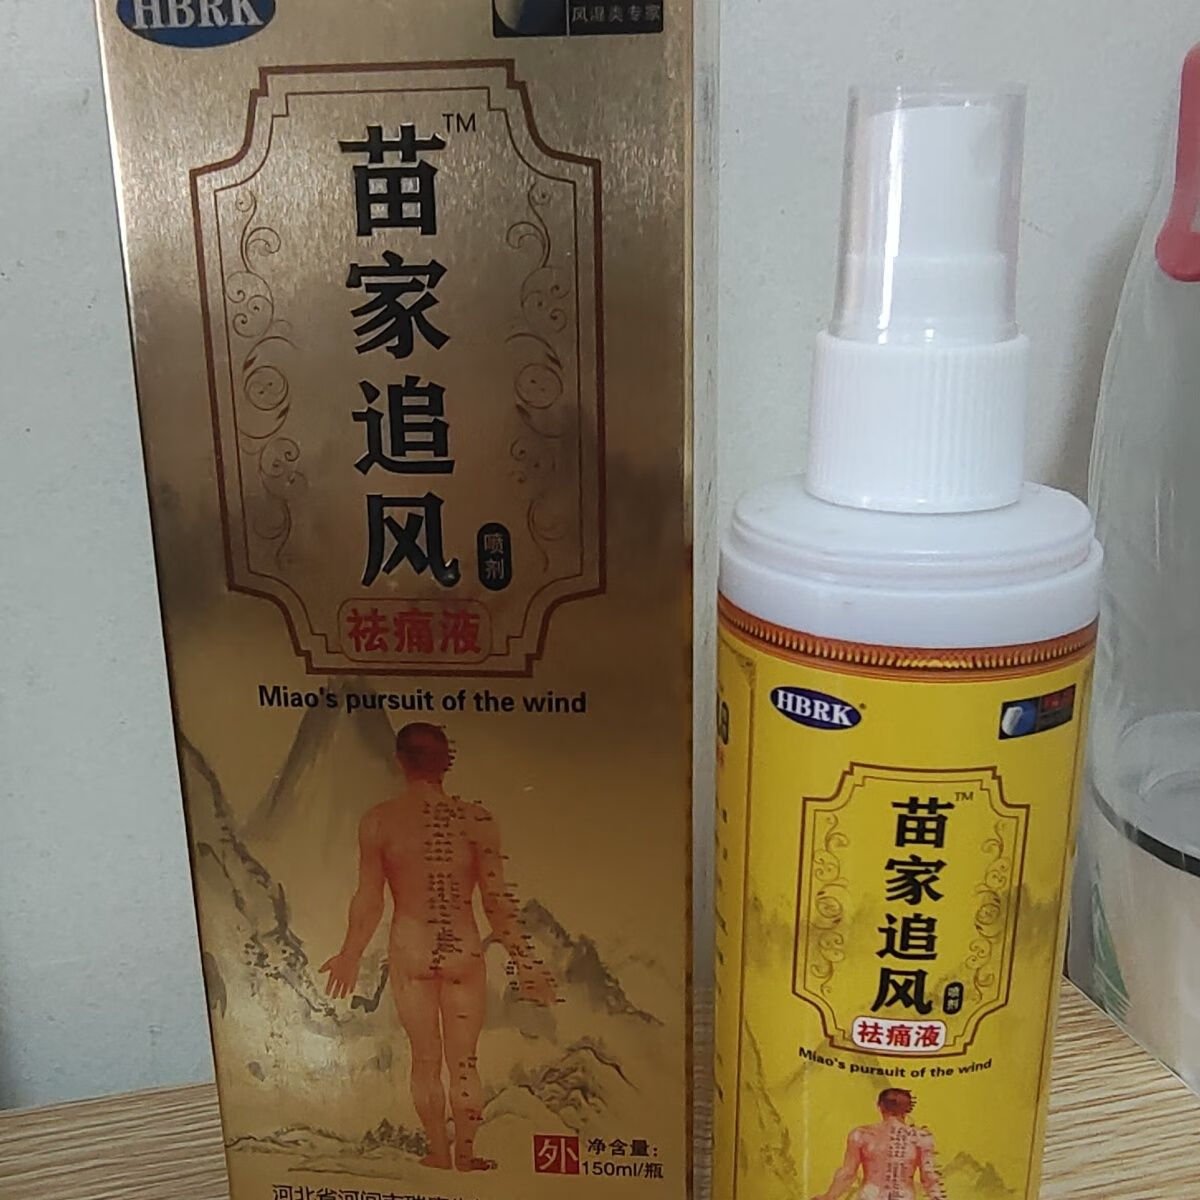 HBRK
风湿类专家
苗家追风
TM
喷剂
祛痛液
Miao's pursuit of the wind
外
净含量:
150ml/瓶
HBRK
苗家追风
TM
喷剂
祛痛液
Miao's pursuit of the wind